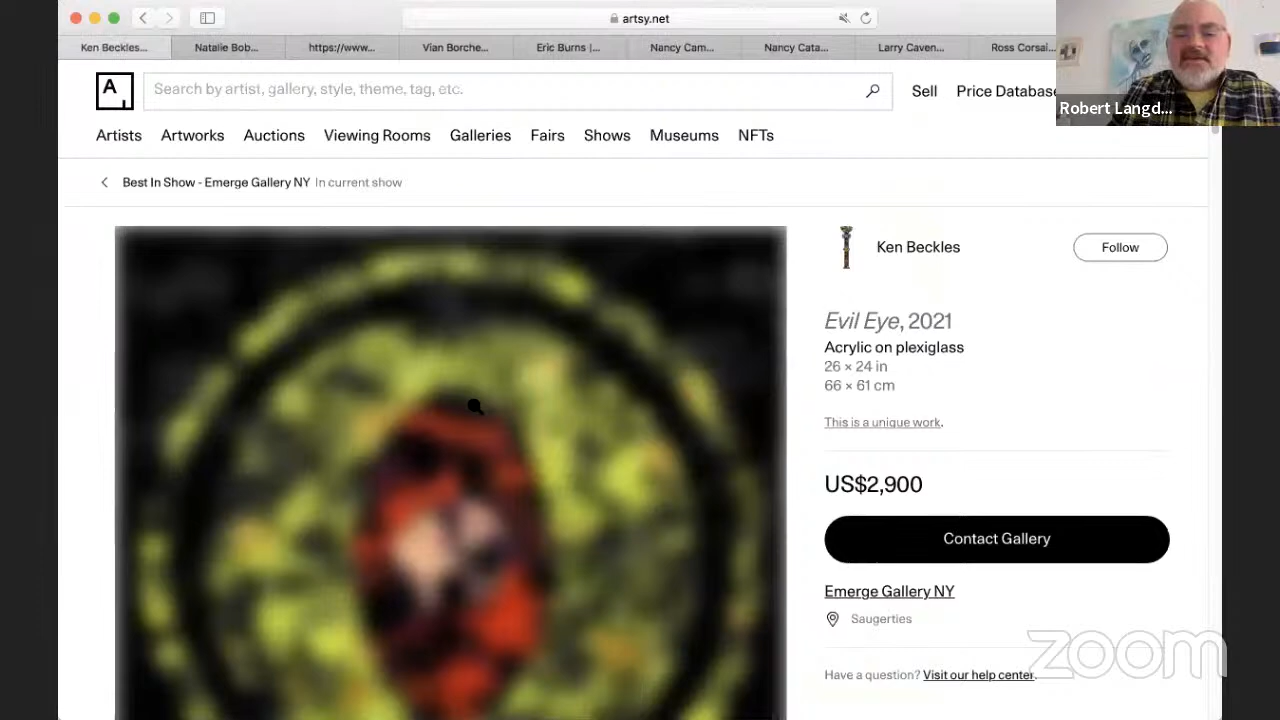 artsy.net
Ken Beckles...
Natalie Bob...
https://www...
Vian Borche...
Eric Burns |...
Nancy Cam...
Nancy Cata...
Larry Caven...
Ross Corsai...
Robert Langd...
A
Search by artist, gallery, style, theme, tag, etc.
Sell
Price Database
Artists
Artworks
Auctions
Viewing Rooms
Galleries
Fairs
Shows
Museums
NFTs
Best In Show - Emerge Gallery NY In current show
Ken Beckles
Follow
Evil Eye, 2021
Acrylic on plexiglass
26 × 24 in
66 × 61 cm
This is a unique work.
US$2,900
Contact Gallery
Emerge Gallery NY
Saugerties
Have a question? Visit our help center.
zoom